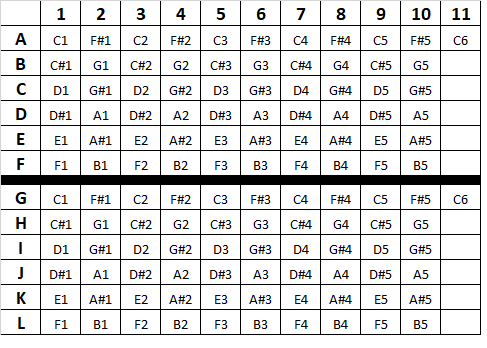 1 2 3 4 5 6 7 8 9 10 11
A C1 F#1 C2 F#2 C3 F#3 C4 F#4 C5 F#5 C6
B C#1 G1 C#2 G2 C#3 G3 C#4 G4 C#5 G5
C D1 G#1 D2 G#2 D3 G#3 D4 G#4 D5 G#5
D D#1 A1 D#2 A2 D#3 A3 D#4 A4 D#5 A5
E E1 A#1 E2 A#2 E3 A#3 E4 A#4 E5 A#5
F F1 B1 F2 B2 F3 B3 F4 B4 F5 B5
G C1 F#1 C2 F#2 C3 F#3 C4 F#4 C5 F#5 C6
H C#1 G1 C#2 G2 C#3 G3 C#4 G4 C#5 G5
I D1 G#1 D2 G#2 D3 G#3 D4 G#4 D5 G#5
J D#1 A1 D#2 A2 D#3 A3 D#4 A4 D#5 A5
K E1 A#1 E2 A#2 E3 A#3 E4 A#4 E5 A#5
L F1 B1 F2 B2 F3 B3 F4 B4 F5 B5